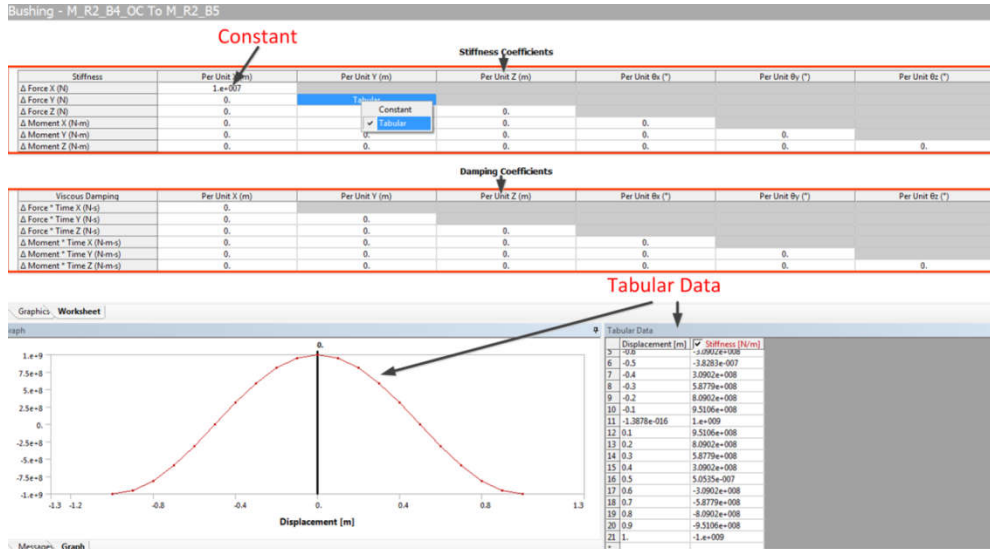 Bushing - M_R2_B4_OC To M_R2_B5
Constant
Stiffness Coefficients
Stiffness Per Unit (m) Per Unit Y (m) Per Unit Z (m) Per Unit θx (°) Per Unit θy (°) Per Unit θz (°)
Δ Force X (N) 1.e+007
Δ Force Y (N) 0. Tabular
Δ Force Z (N) 0. Constant 0.
Δ Moment X (N·m) 0. ✔ Tabular 0. 0.
Δ Moment Y (N·m) 0. 0. 0. 0. 0.
Δ Moment Z (N·m) 0. 0. 0. 0. 0. 0.
Damping Coefficients
Viscous Damping Per Unit X (m) Per Unit Y (m) Per Unit Z (m) Per Unit θx (°) Per Unit θy (°) Per Unit θz (°)
Δ Force * Time X (N·s) 0.
Δ Force * Time Y (N·s) 0. 0.
Δ Force * Time Z (N·s) 0. 0. 0.
Δ Moment * Time X (N·m·s) 0. 0. 0. 0.
Δ Moment * Time Y (N·m·s) 0. 0. 0. 0. 0.
Δ Moment * Time Z (N·m·s) 0. 0. 0. 0. 0. 0.
Tabular Data
Graphics Worksheet
raph
Tabular Data
Displacement [m] ✔ Stiffness [N/m]
5 -0.6 -3.0902e+008
6 -0.5 -3.8283e-007
7 -0.4 3.0902e+008
8 -0.3 5.8779e+008
9 -0.2 8.0902e+008
10 -0.1 9.5106e+008
11 -1.3878e-016 1.e+009
12 0.1 9.5106e+008
13 0.2 8.0902e+008
14 0.3 5.8779e+008
15 0.4 3.0902e+008
16 0.5 5.0535e-007
17 0.6 -3.0902e+008
18 0.7 -5.8779e+008
19 0.8 -8.0902e+008
20 0.9 -9.5106e+008
21 1. -1.e+009
*
0.
1.e+9
7.5e+8
5.e+8
2.5e+8
0.
-2.5e+8
-5.e+8
-7.5e+8
-1.e+9
-1.3 -1.2 -0.8 -0.4 0. 0.4 0.8 1.3
Displacement [m]
Messages Graph